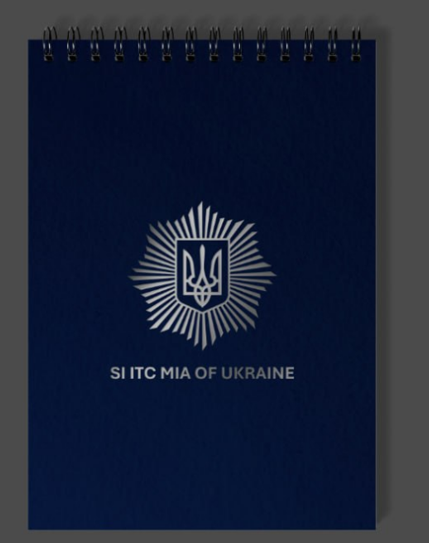 SI ITC MIA OF UKRAINE